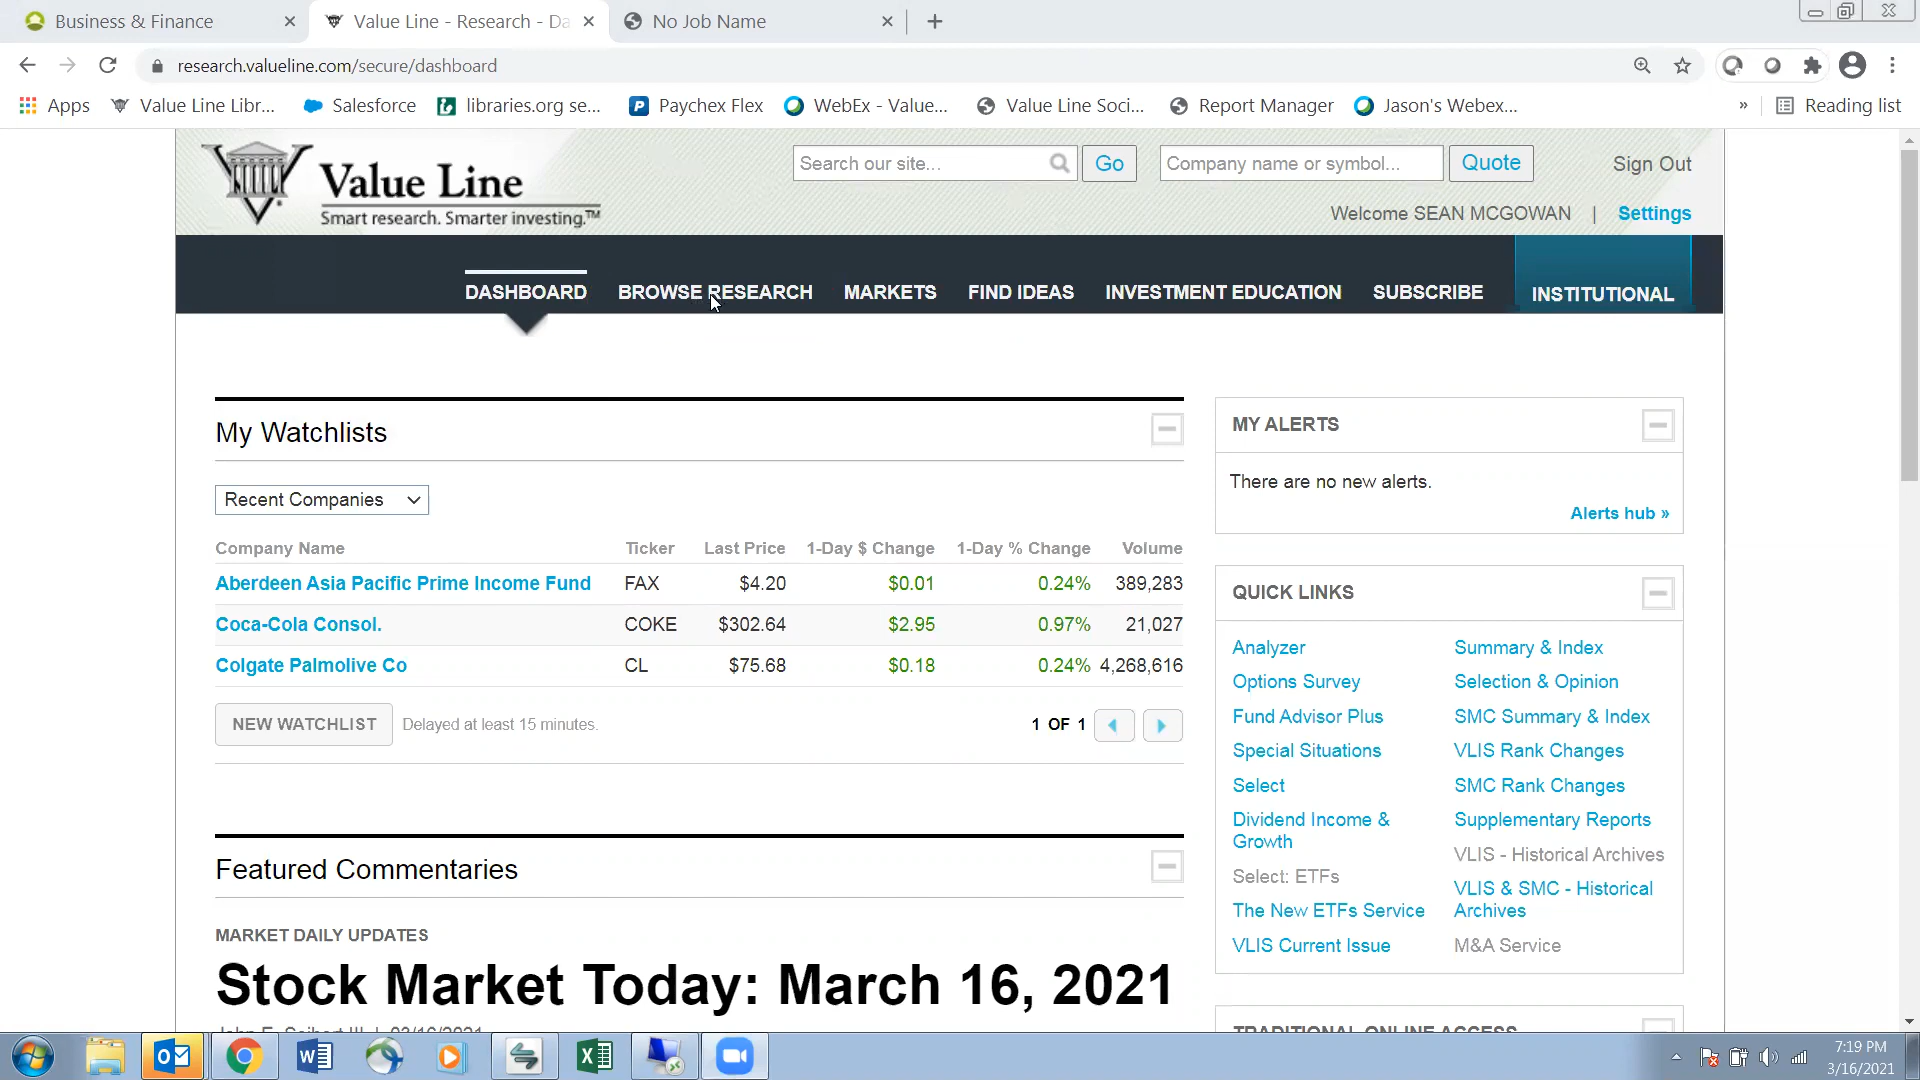 Business & Finance
Value Line - Research - Da
No Job Name
research.valueline.com/secure/dashboard
Apps
Value Line Libr...
Salesforce
libraries.org se...
Paychex Flex
WebEx - Value...
Value Line Soci...
Report Manager
Jason's Webex...
»
Reading list
Value Line
Smart research. Smarter investing.™
Search our site...
Go
Company name or symbol...
Quote
Sign Out
Welcome SEAN MCGOWAN | Settings
DASHBOARD
BROWSE RESEARCH
MARKETS
FIND IDEAS
INVESTMENT EDUCATION
SUBSCRIBE
INSTITUTIONAL
My Watchlists
Recent Companies
Company Name Ticker Last Price 1-Day $ Change 1-Day % Change Volume
Aberdeen Asia Pacific Prime Income Fund FAX $4.20 $0.01 0.24% 389,283
Coca-Cola Consol. COKE $302.64 $2.95 0.97% 21,027
Colgate Palmolive Co CL $75.68 $0.18 0.24% 4,268,616
NEW WATCHLIST
Delayed at least 15 minutes.
1 OF 1
Featured Commentaries
MARKET DAILY UPDATES
Stock Market Today: March 16, 2021
John E. Seibert III | 03/16/2021
MY ALERTS
There are no new alerts.
Alerts hub »
QUICK LINKS
Analyzer
Options Survey
Fund Advisor Plus
Special Situations
Select
Dividend Income &
Growth
Select: ETFs
The New ETFs Service
VLIS Current Issue
Summary & Index
Selection & Opinion
SMC Summary & Index
VLIS Rank Changes
SMC Rank Changes
Supplementary Reports
VLIS - Historical Archives
VLIS & SMC - Historical
Archives
M&A Service
TRADITIONAL ONLINE ACCESS
7:19 PM
3/16/2021